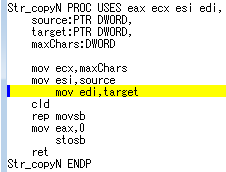 Str_copyN PROC USES eax ecx esi edi,
source:PTR DWORD,
target:PTR DWORD,
maxChars:DWORD
mov ecx,maxChars
mov esi,source
mov edi,target
cld
rep movsb
mov eax,0
stosb
ret
Str_copyN ENDP